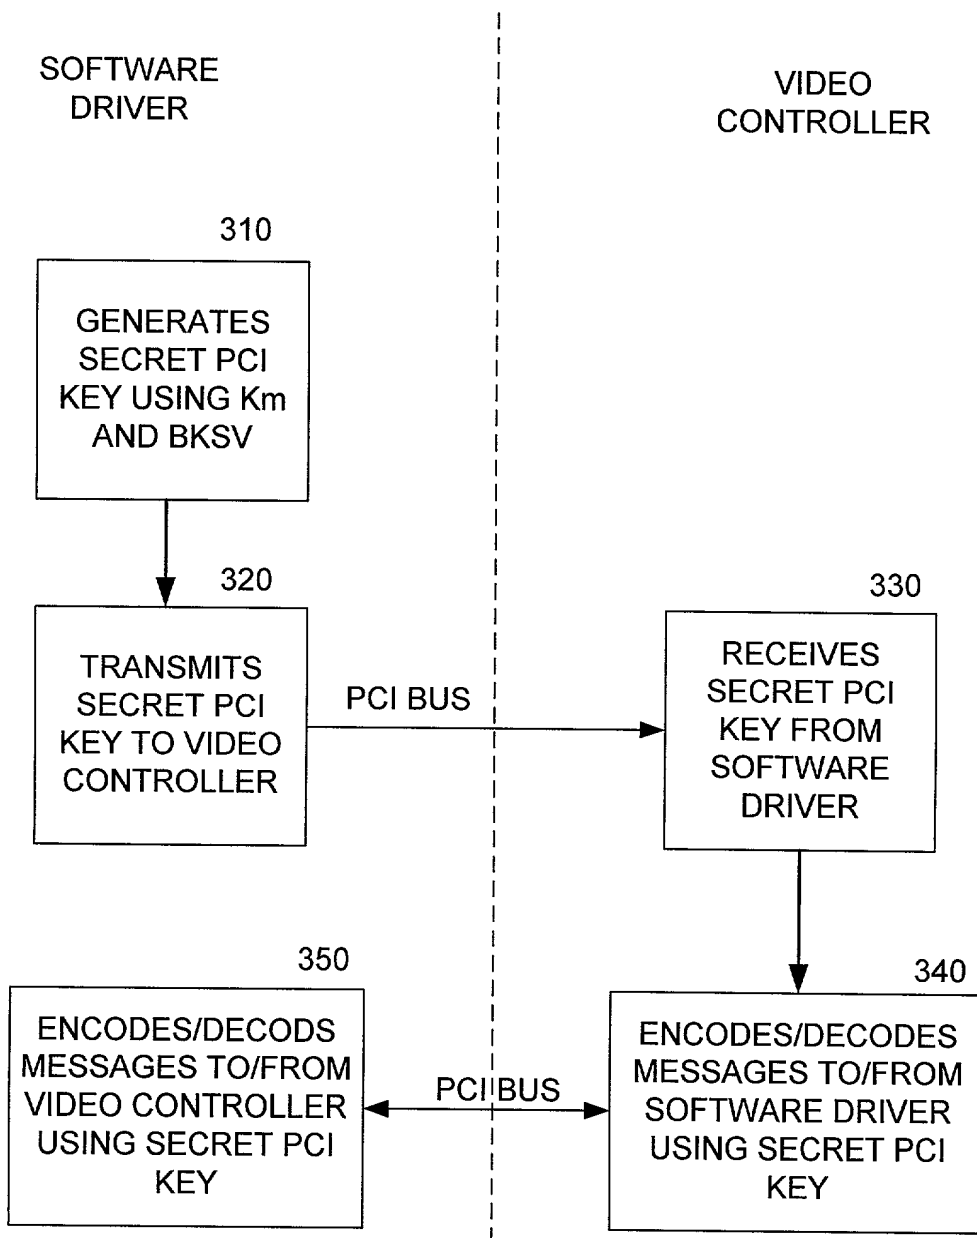 SOFTWARE
DRIVER
VIDEO
CONTROLLER
310
GENERATES
SECRET PCI
KEY USING Km
AND BKSV
320
TRANSMITS
SECRET PCI
KEY TO VIDEO
CONTROLLER
PCI BUS
330
RECEIVES
SECRET PCI
KEY FROM
SOFTWARE
DRIVER
350
ENCODES/DECODS
MESSAGES TO/FROM
VIDEO CONTROLLER
USING SECRET PCI
KEY
PCI BUS
340
ENCODES/DECODES
MESSAGES TO/FROM
SOFTWARE DRIVER
USING SECRET PCI
KEY